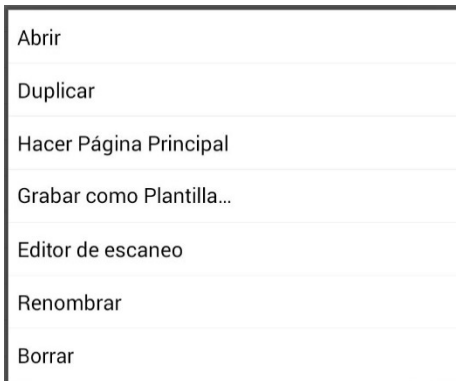 Abrir
Duplicar
Hacer Página Principal
Grabar como Plantilla...
Editor de escaneo
Renombrar
Borrar